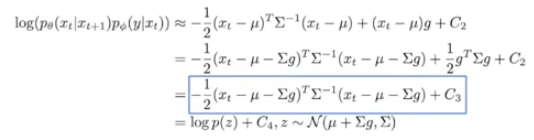 log(p_θ(x_t|x_{t+1})p_ϕ(y|x_t)) ≈ −1/2(x_t − μ)^T Σ^{−1}(x_t − μ) + (x_t − μ)g + C_2
= −1/2(x_t − μ − Σg)^T Σ^{−1}(x_t − μ − Σg) + 1/2 g^T Σg + C_2
= −1/2(x_t − μ − Σg)^T Σ^{−1}(x_t − μ − Σg) + C_3
= log p(z) + C_4, z ∼ N(μ + Σg, Σ)